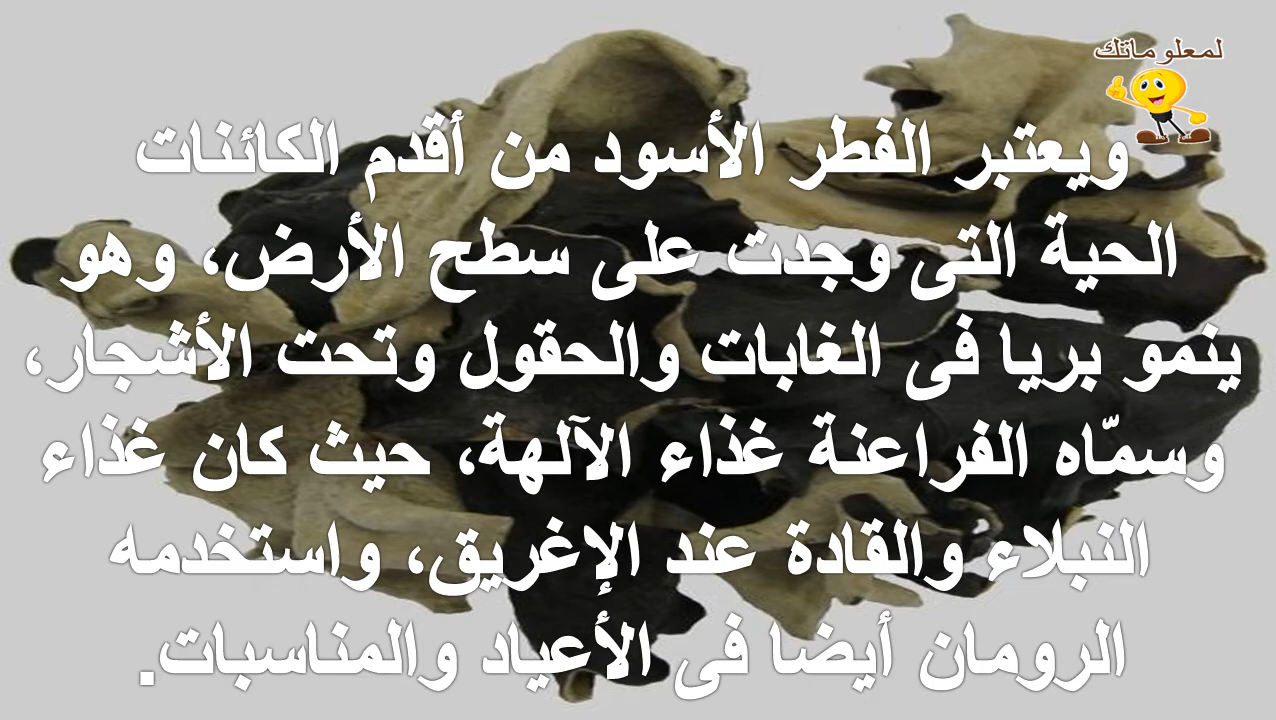 لمعلوماتك
ويعتبر الفطر الأسود من أقدم الكائنات
الحية التى وجدت على سطح الأرض، وهو
ينمو بريا فى الغابات والحقول وتحت الأشجار،
وسمّاه الفراعنة غذاء الآلهة، حيث كان غذاء
النبلاء والقادة عند الإغريق، واستخدمه
الرومان أيضا فى الأعياد والمناسبات.